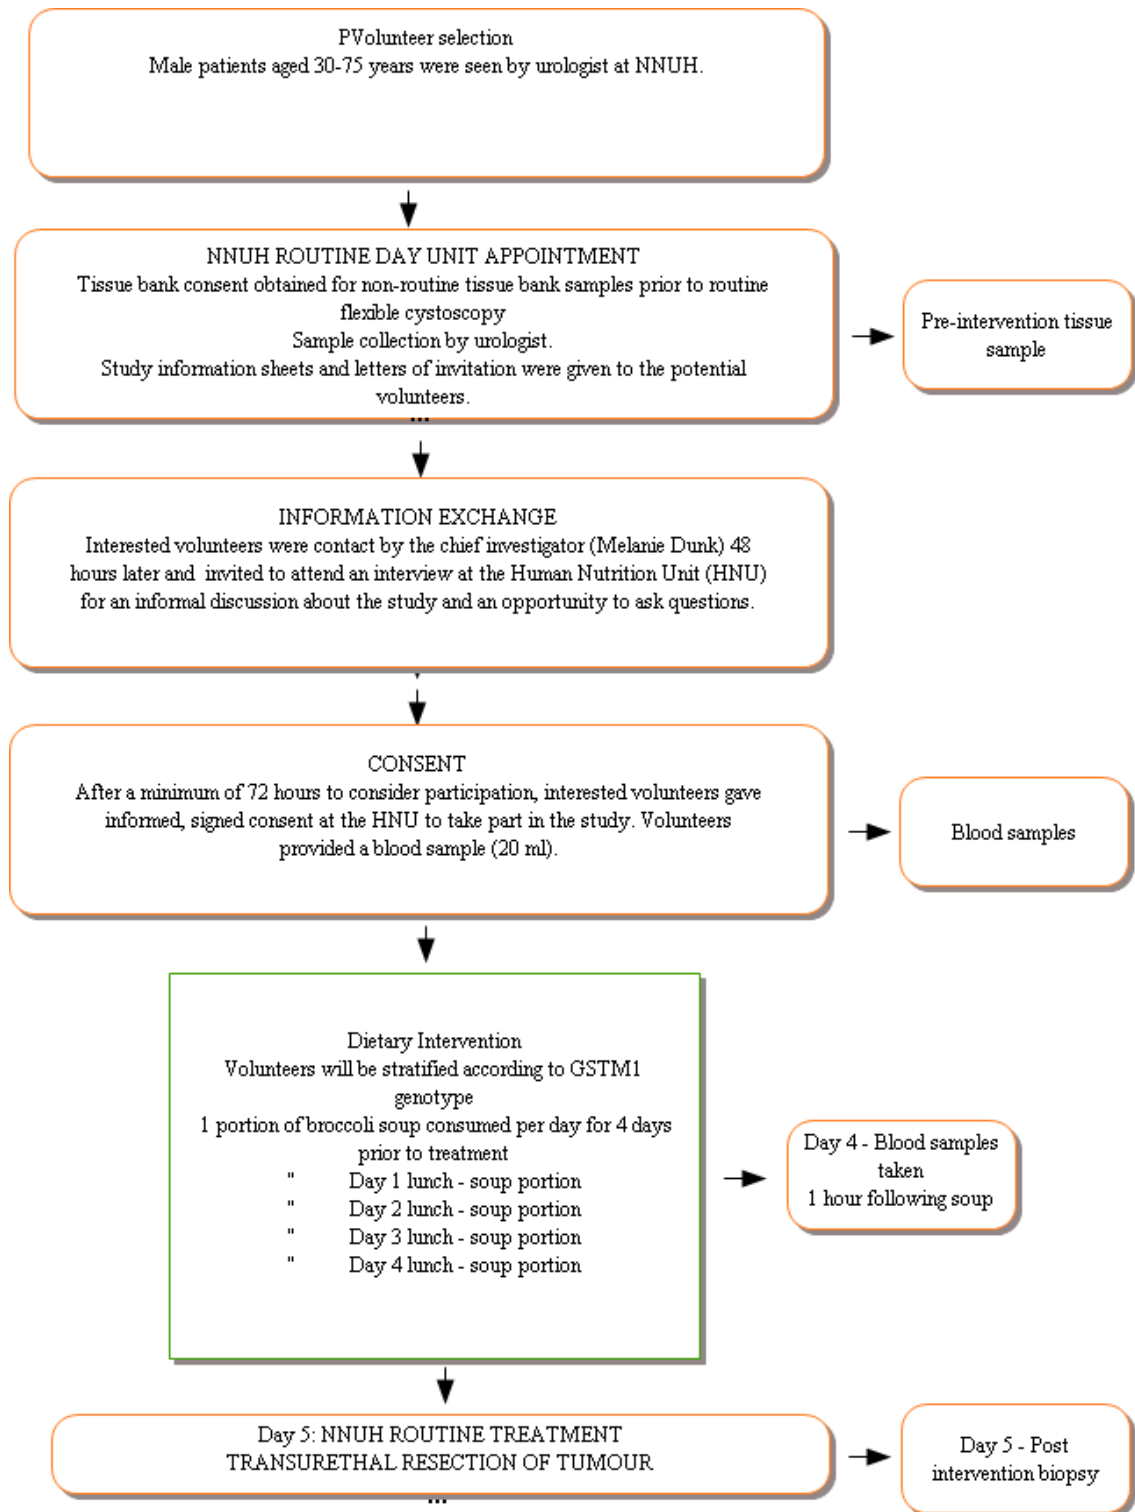 PVolunteer selection
Male patients aged 30-75 years were seen by urologist at NNUH.
NNUH ROUTINE DAY UNIT APPOINTMENT
Tissue bank consent obtained for non-routine tissue bank samples prior to routine
flexible cystoscopy
Sample collection by urologist.
Study information sheets and letters of invitation were given to the potential
volunteers.
...
Pre-intervention tissue
sample
INFORMATION EXCHANGE
Interested volunteers were contact by the chief investigator (Melanie Dunk) 48
hours later and invited to attend an interview at the Human Nutrition Unit (HNU)
for an informal discussion about the study and an opportunity to ask questions.
CONSENT
After a minimum of 72 hours to consider participation, interested volunteers gave
informed, signed consent at the HNU to take part in the study. Volunteers
provided a blood sample (20 ml).
Blood samples
Dietary Intervention
Volunteers will be stratified according to GSTM1
genotype
1 portion of broccoli soup consumed per day for 4 days
prior to treatment
" Day 1 lunch - soup portion
" Day 2 lunch - soup portion
" Day 3 lunch - soup portion
" Day 4 lunch - soup portion
Day 4 - Blood samples
taken
1 hour following soup
Day 5: NNUH ROUTINE TREATMENT
TRANSURETHAL RESECTION OF TUMOUR
...
Day 5 - Post
intervention biopsy